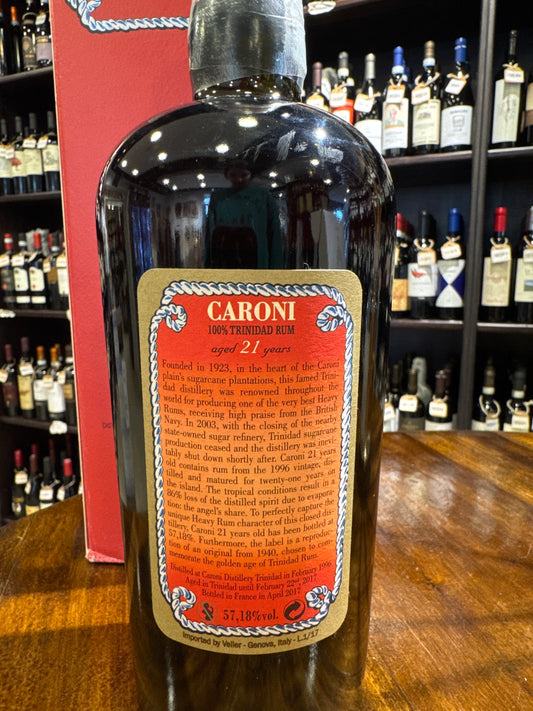 CARONI
100% TRINIDAD RUM
aged 21 years
Founded in 1923, in the heart of the Caroni
plain's sugarcane plantations, this famed Trini-
dad distillery was renowned throughout the
world for producing one of the very best Heavy
Rums, receiving high praise from the British
Navy. In 2003, with the closing of the nearby
state-owned sugar refinery, Trinidad sugarcane
production ceased and the distillery was inevi-
tably shut down shortly after. Caroni 21 years
old contains rum from the 1996 vintage, dis-
tilled and matured for twenty-one years on
the island. The tropical conditions result in a
86% loss of the distilled spirit due to evapora-
tion: the angel's share. To perfectly capture the
unique Heavy Rum character of this closed dis-
tillery, Caroni 21 years old has been bottled at
57,18%. Furthermore, the label is a reproduc-
tion of an original from 1940, chosen to com-
memorate the golden age of Trinidad Rum.
Distilled at Caroni Distillery Trinidad in February 1996
Aged in Trinidad until February 22nd, 2017
Bottled in France in April 2017
57,18%vol.
Imported by Velier - Genova, Italy - L.1/17